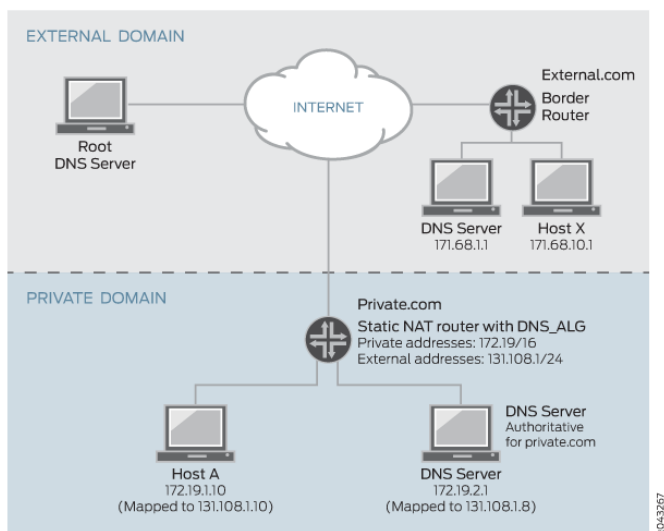 EXTERNAL DOMAIN
INTERNET
Root
DNS Server
External.com
Border
Router
DNS Server
171.68.1.1
Host X
171.68.10.1
PRIVATE DOMAIN
Private.com
Static NAT router with DNS_ALG
Private addresses: 172.19/16
External addresses: 131.108.1/24
Host A
172.19.1.10
(Mapped to 131.108.1.10)
DNS Server
172.19.2.1
(Mapped to 131.108.1.8)
DNS Server
Authoritative
for private.com
g043267